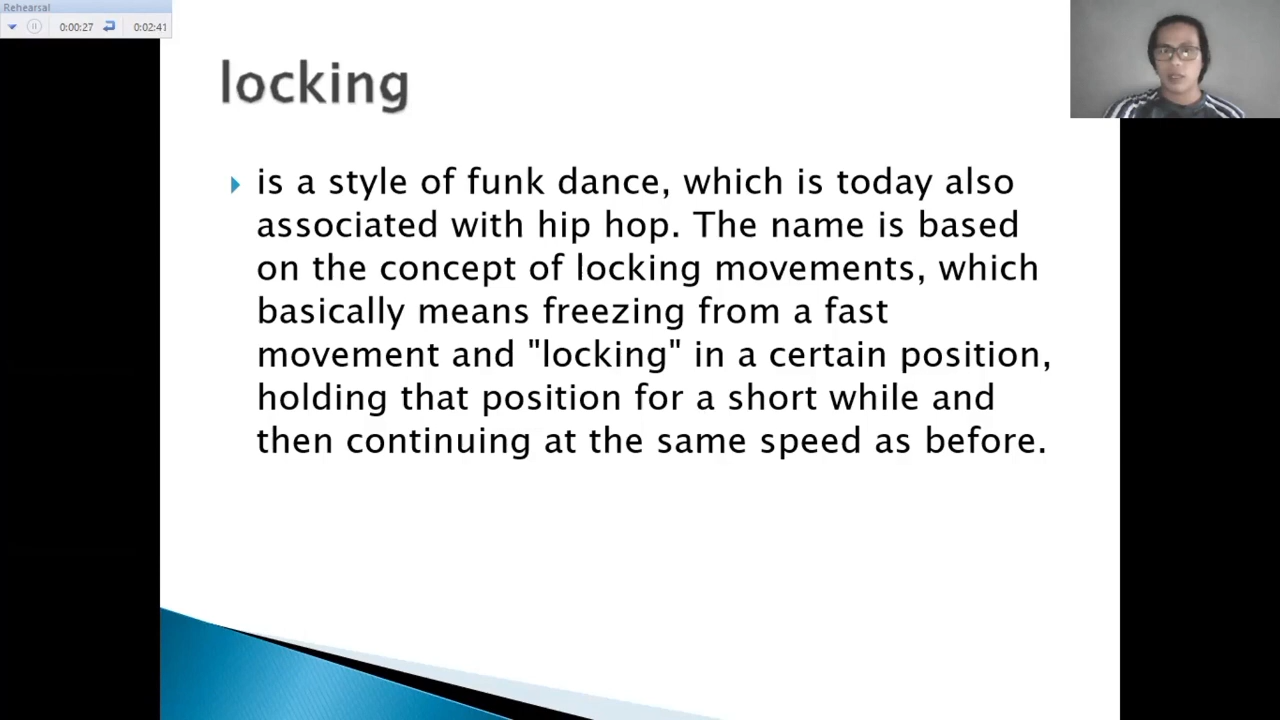 Rehearsal
0:00:27 0:02:41
locking
is a style of funk dance, which is today also
associated with hip hop. The name is based
on the concept of locking movements, which
basically means freezing from a fast
movement and "locking" in a certain position,
holding that position for a short while and
then continuing at the same speed as before.